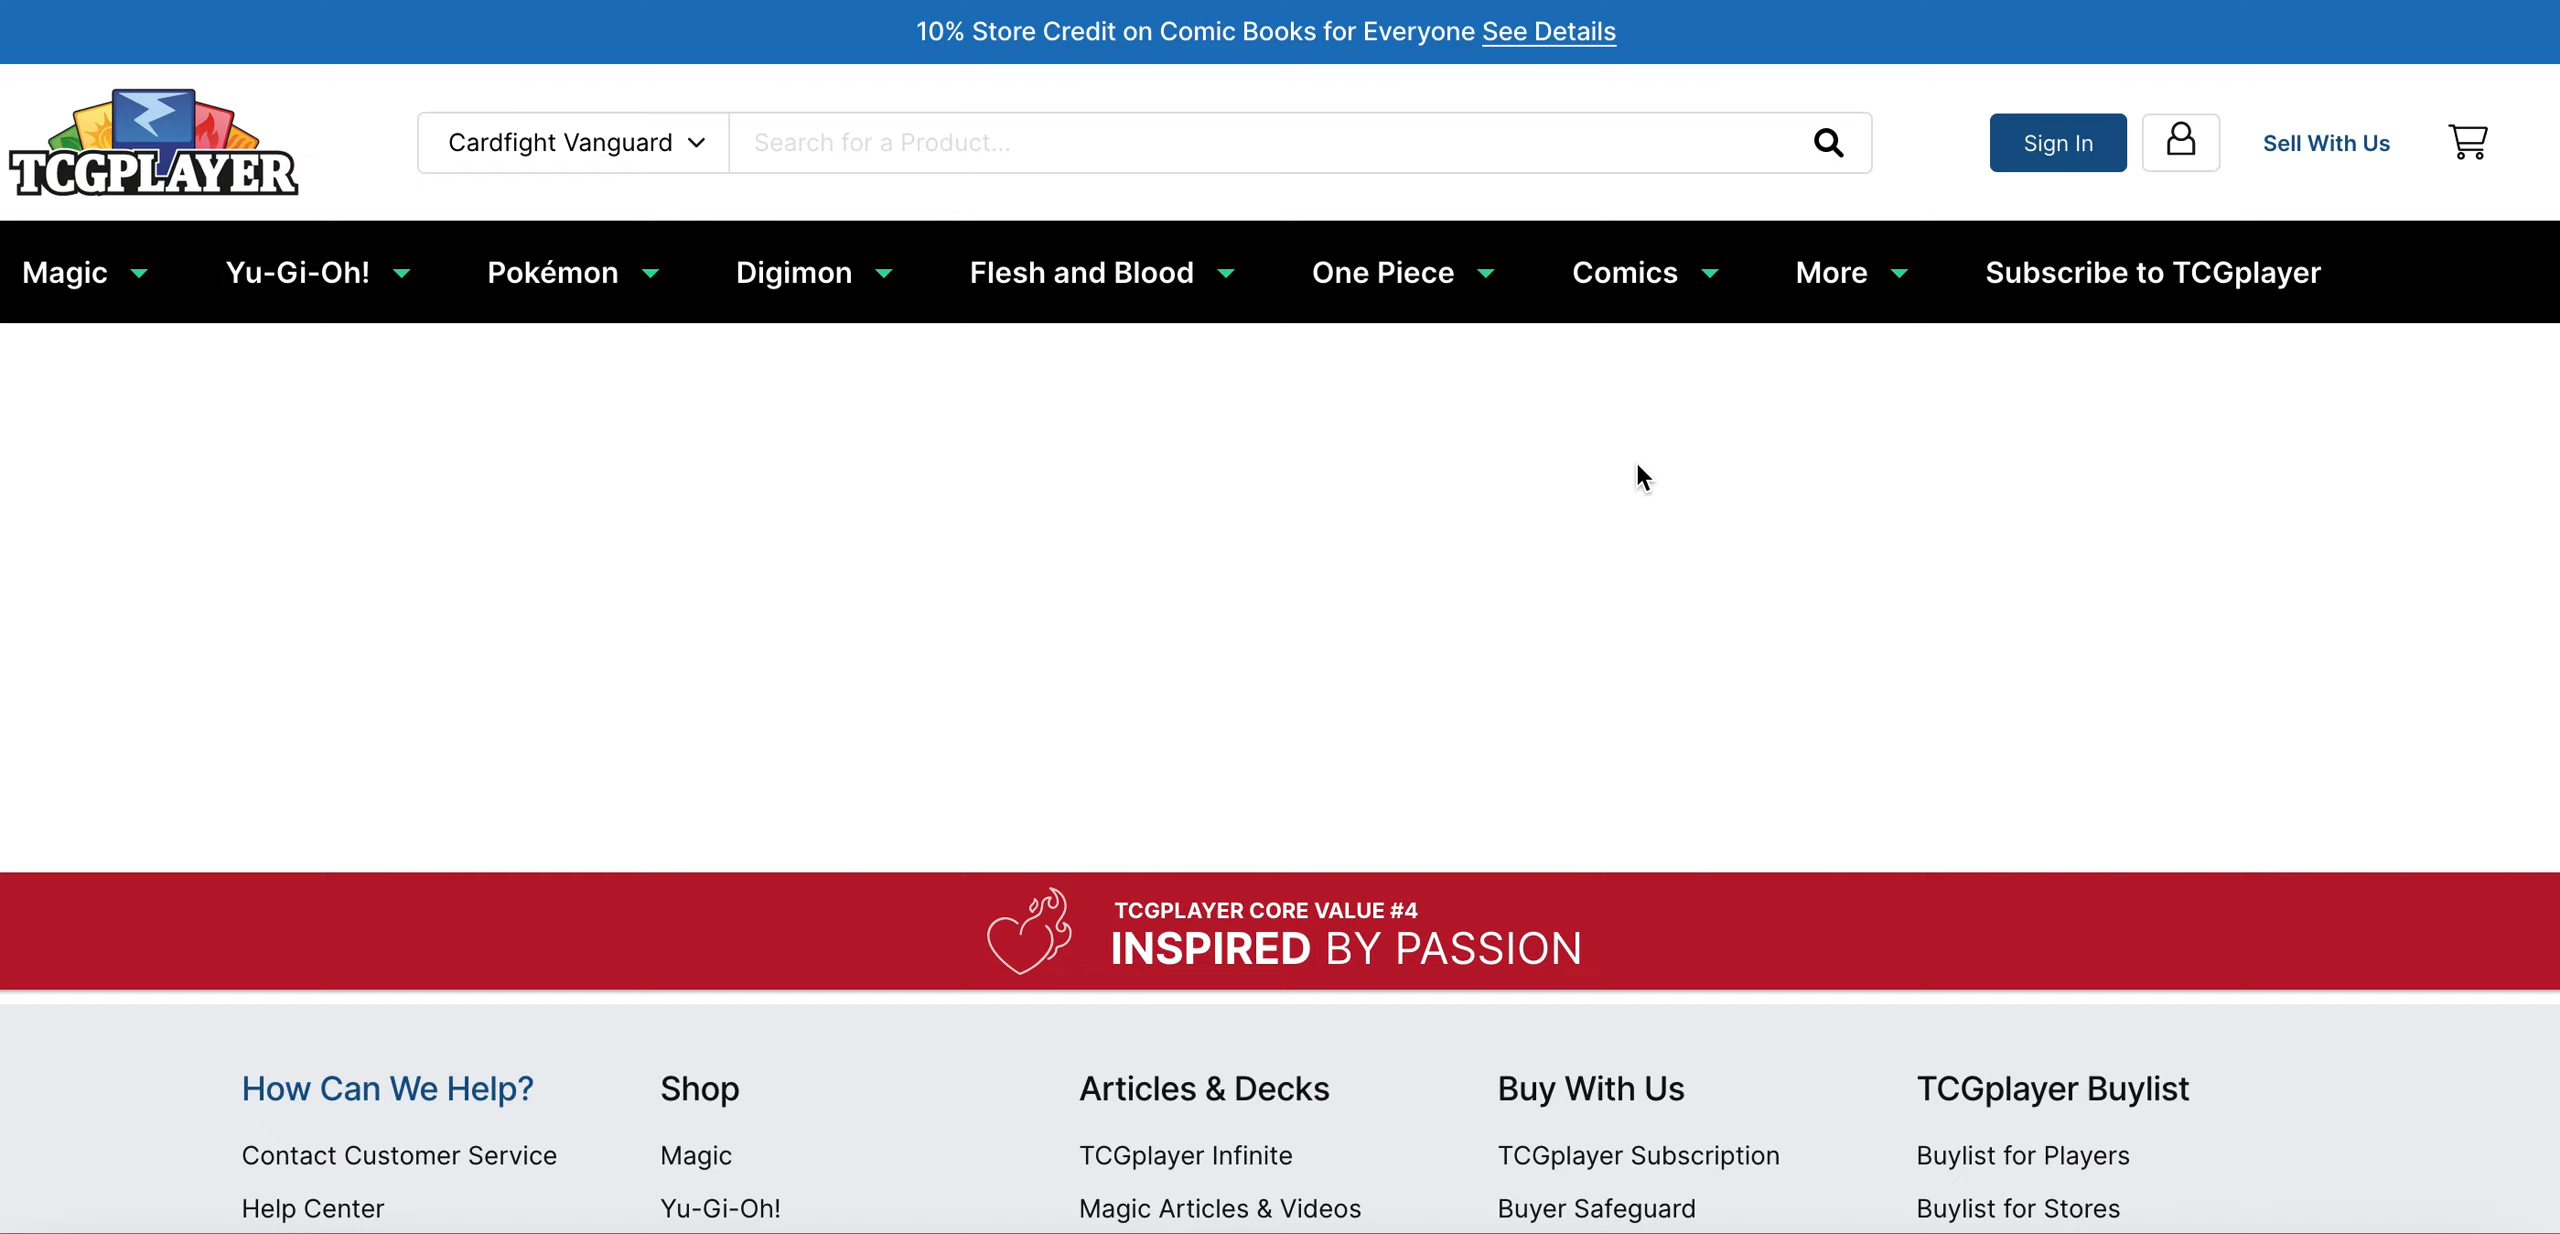 10% Store Credit on Comic Books for Everyone See Details
TCGPLAYER
Cardfight Vanguard
Search for a Product...
Sign In
Sell With Us
Magic
Yu-Gi-Oh!
Pokémon
Digimon
Flesh and Blood
One Piece
Comics
More
Subscribe to TCGplayer
TCGPLAYER CORE VALUE #4
INSPIRED BY PASSION
How Can We Help?
Contact Customer Service
Help Center
Shop
Magic
Yu-Gi-Oh!
Articles & Decks
TCGplayer Infinite
Magic Articles & Videos
Buy With Us
TCGplayer Subscription
Buyer Safeguard
TCGplayer Buylist
Buylist for Players
Buylist for Stores